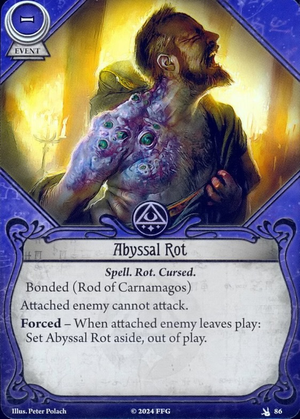 EVENT
Abyssal Rot
Spell. Rot. Cursed.
Bonded (Rod of Carnamagos)
Attached enemy cannot attack.
Forced – When attached enemy leaves play:
Set Abyssal Rot aside, out of play.
Illus. Peter Polach
© 2024 FFG
86